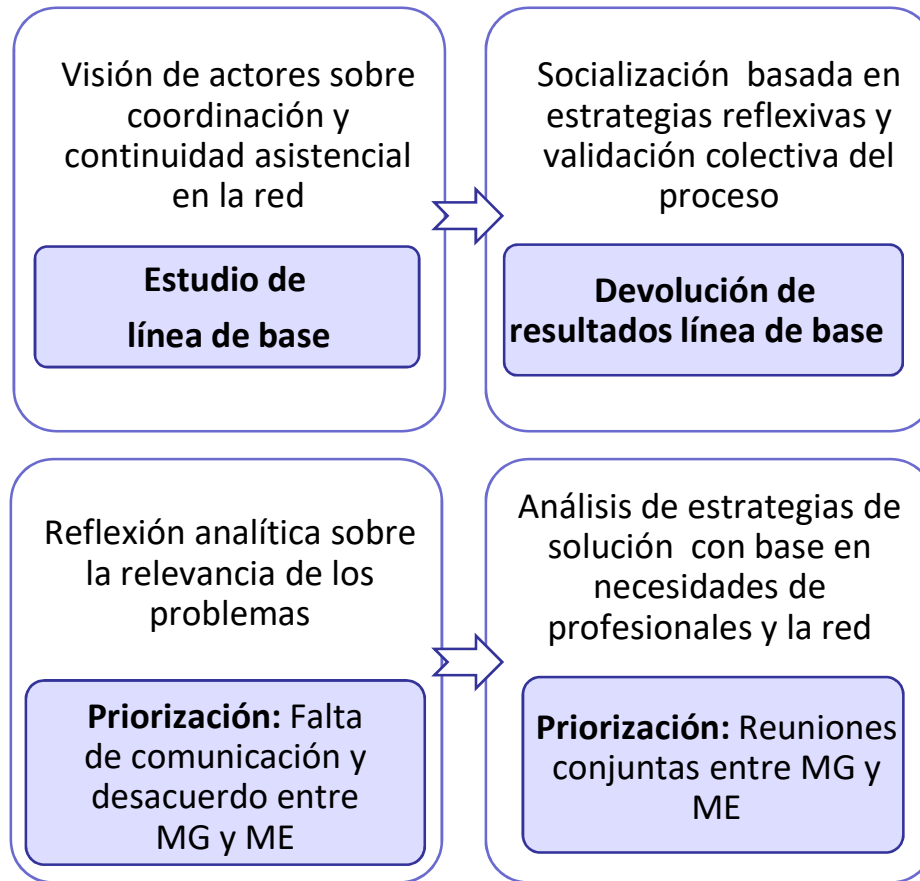 Visión de actores sobre
coordinación y
continuidad asistencial
en la red
Estudio de
línea de base
Socialización basada en
estrategias reflexivas y
validación colectiva del
proceso
Devolución de
resultados línea de base
Reflexión analítica sobre
la relevancia de los
problemas
Priorización: Falta
de comunicación y
desacuerdo entre
MG y ME
Análisis de estrategias de
solución con base en
necesidades de
profesionales y la red
Priorización: Reuniones
conjuntas entre MG y
ME